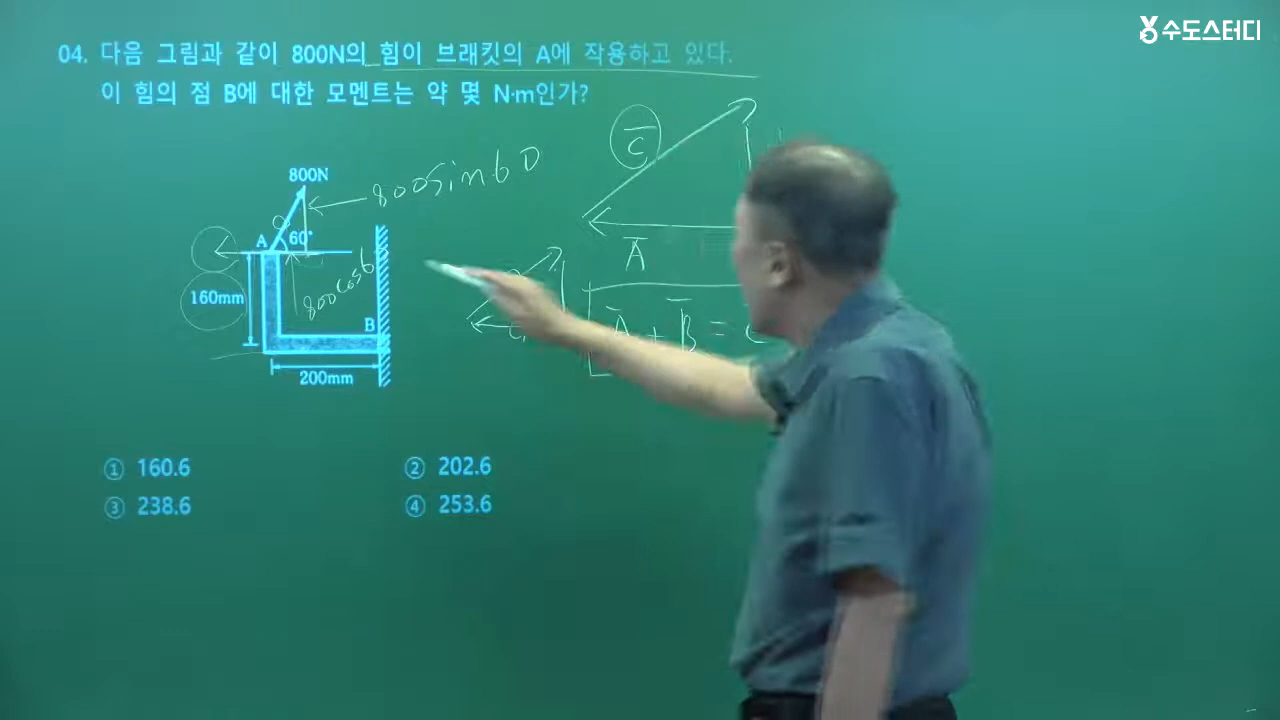 수도스터디
04. 다음 그림과 같이 800N의 힘이 브래킷의 A에 작용하고 있다.
이 힘의 점 B에 대한 모멘트는 약 몇 N·m인가?
C
800N
800sin60
A
60°
A
800cos6
160mm
B
A + B =
200mm
① 160.6
② 202.6
③ 238.6
④ 253.6